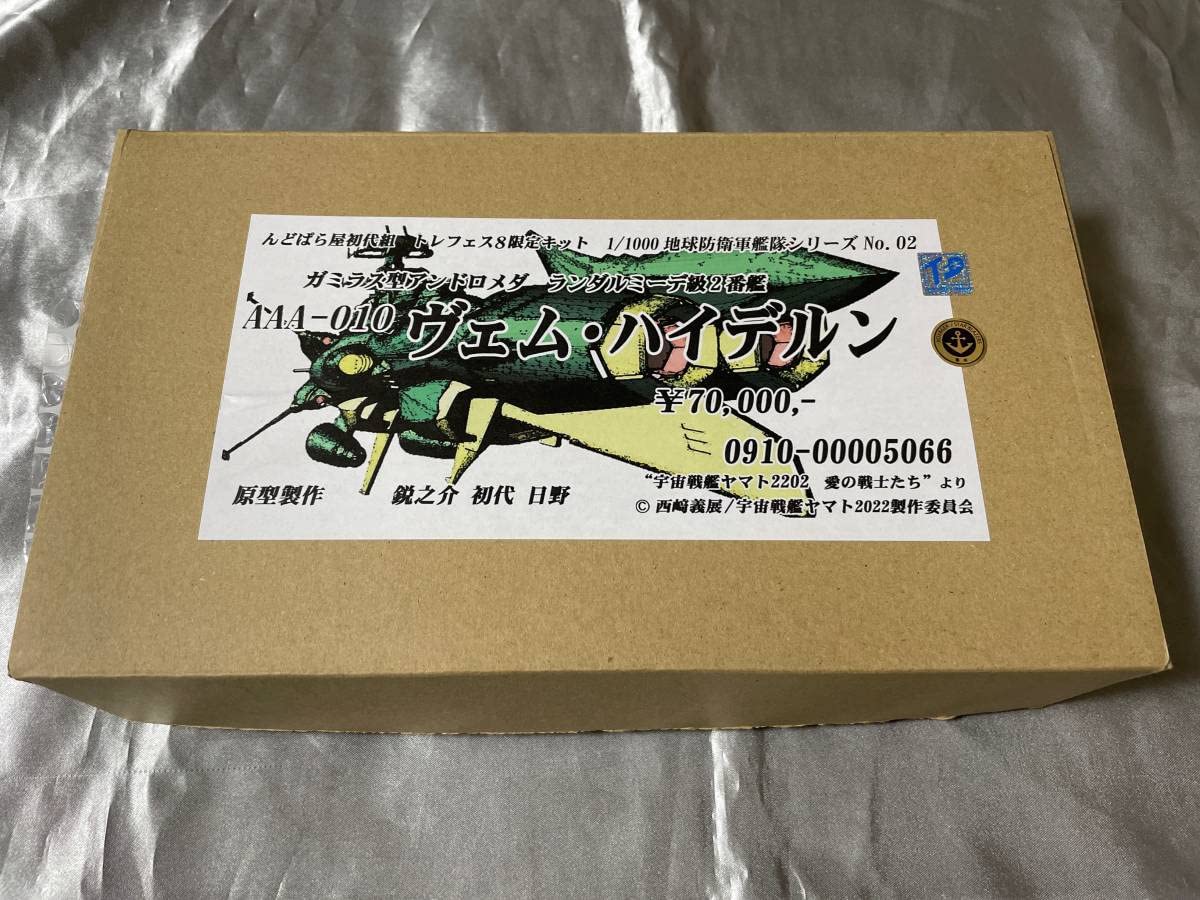 んどぱら屋初代組 トレフェス8限定キット 1/1000 地球防衛軍艦隊シリーズ No. 02
ガミラス型アンドロメダ ランダルミーデ級2番艦
AAA-010 ヴェム・ハイデルン
¥70,000,-
0910-00005066
“宇宙戦艦ヤマト2202 愛の戦士たち”より
原型製作 鋭之介 初代 日野
© 西﨑義展/宇宙戦艦ヤマト2022製作委員会